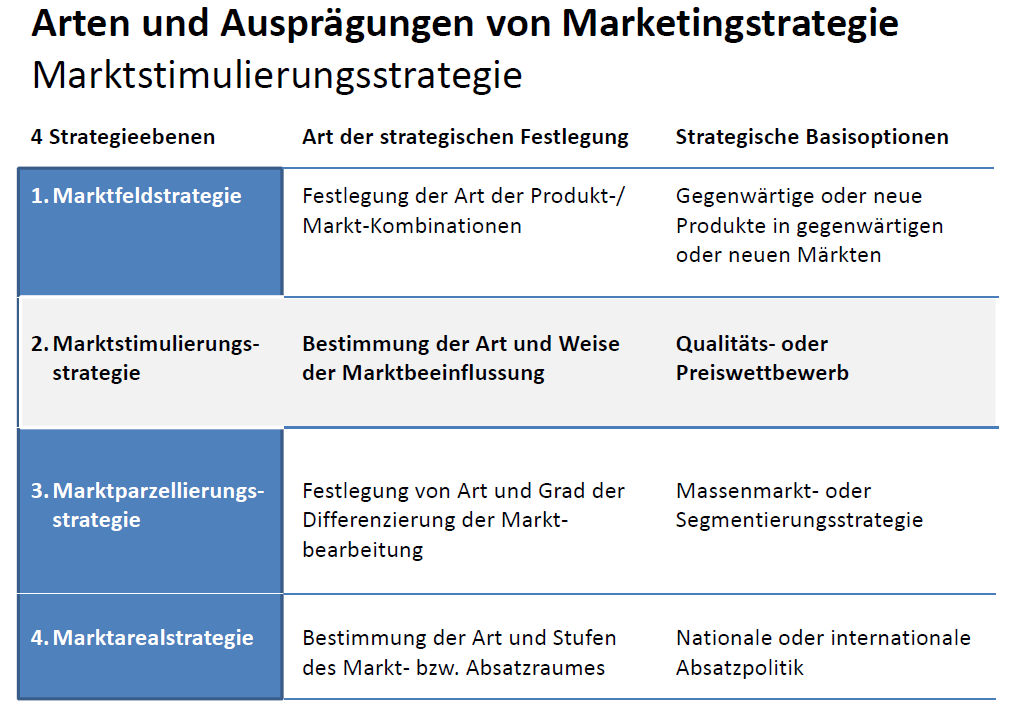 Arten und Ausprägungen von Marketingstrategie
Marktstimulierungsstrategie
4 Strategieebenen
Art der strategischen Festlegung
Strategische Basisoptionen
1. Marktfeldstrategie
Festlegung der Art der Produkt-/
Markt-Kombinationen
Gegenwärtige oder neue
Produkte in gegenwärtigen
oder neuen Märkten
2. Marktstimulierungs-
strategie
Bestimmung der Art und Weise
der Marktbeeinflussung
Qualitäts- oder
Preiswettbewerb
3. Marktparzellierungs-
strategie
Festlegung von Art und Grad der
Differenzierung der Markt-
bearbeitung
Massenmarkt- oder
Segmentierungsstrategie
4. Marktarealstrategie
Bestimmung der Art und Stufen
des Markt- bzw. Absatzraumes
Nationale oder internationale
Absatzpolitik